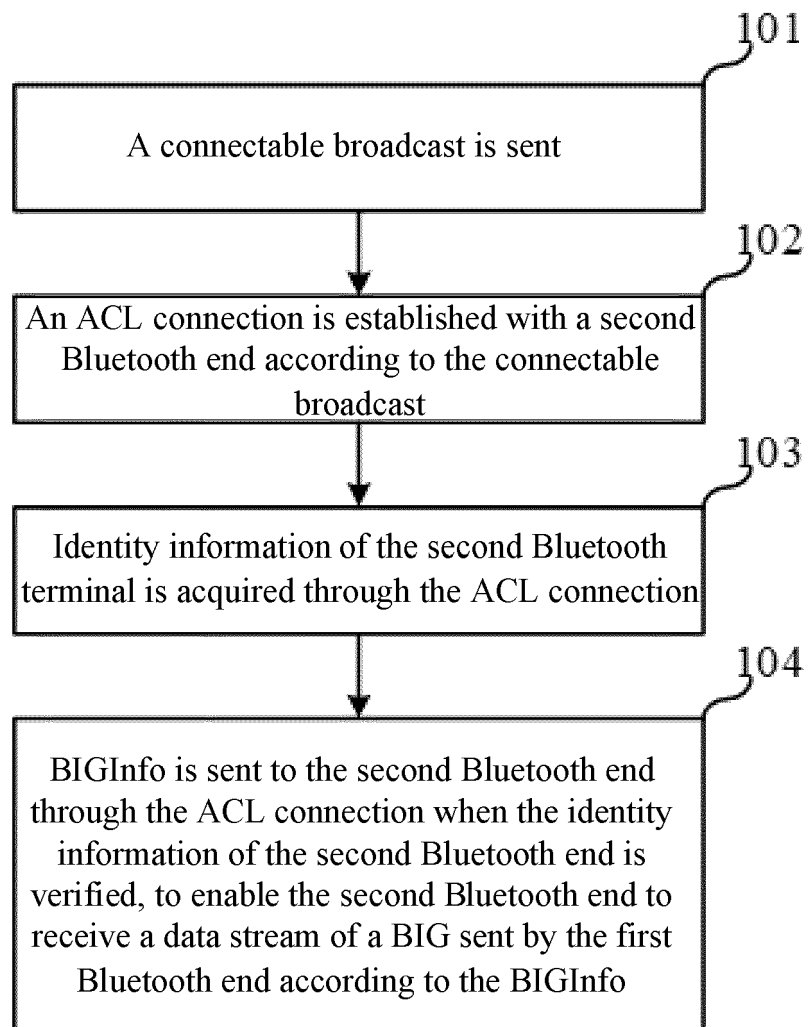 101
A connectable broadcast is sent
102
An ACL connection is established with a second
Bluetooth end according to the connectable
broadcast
103
Identity information of the second Bluetooth
terminal is acquired through the ACL connection
104
BIGInfo is sent to the second Bluetooth end
through the ACL connection when the identity
information of the second Bluetooth end is
verified, to enable the second Bluetooth end to
receive a data stream of a BIG sent by the first
Bluetooth end according to the BIGInfo